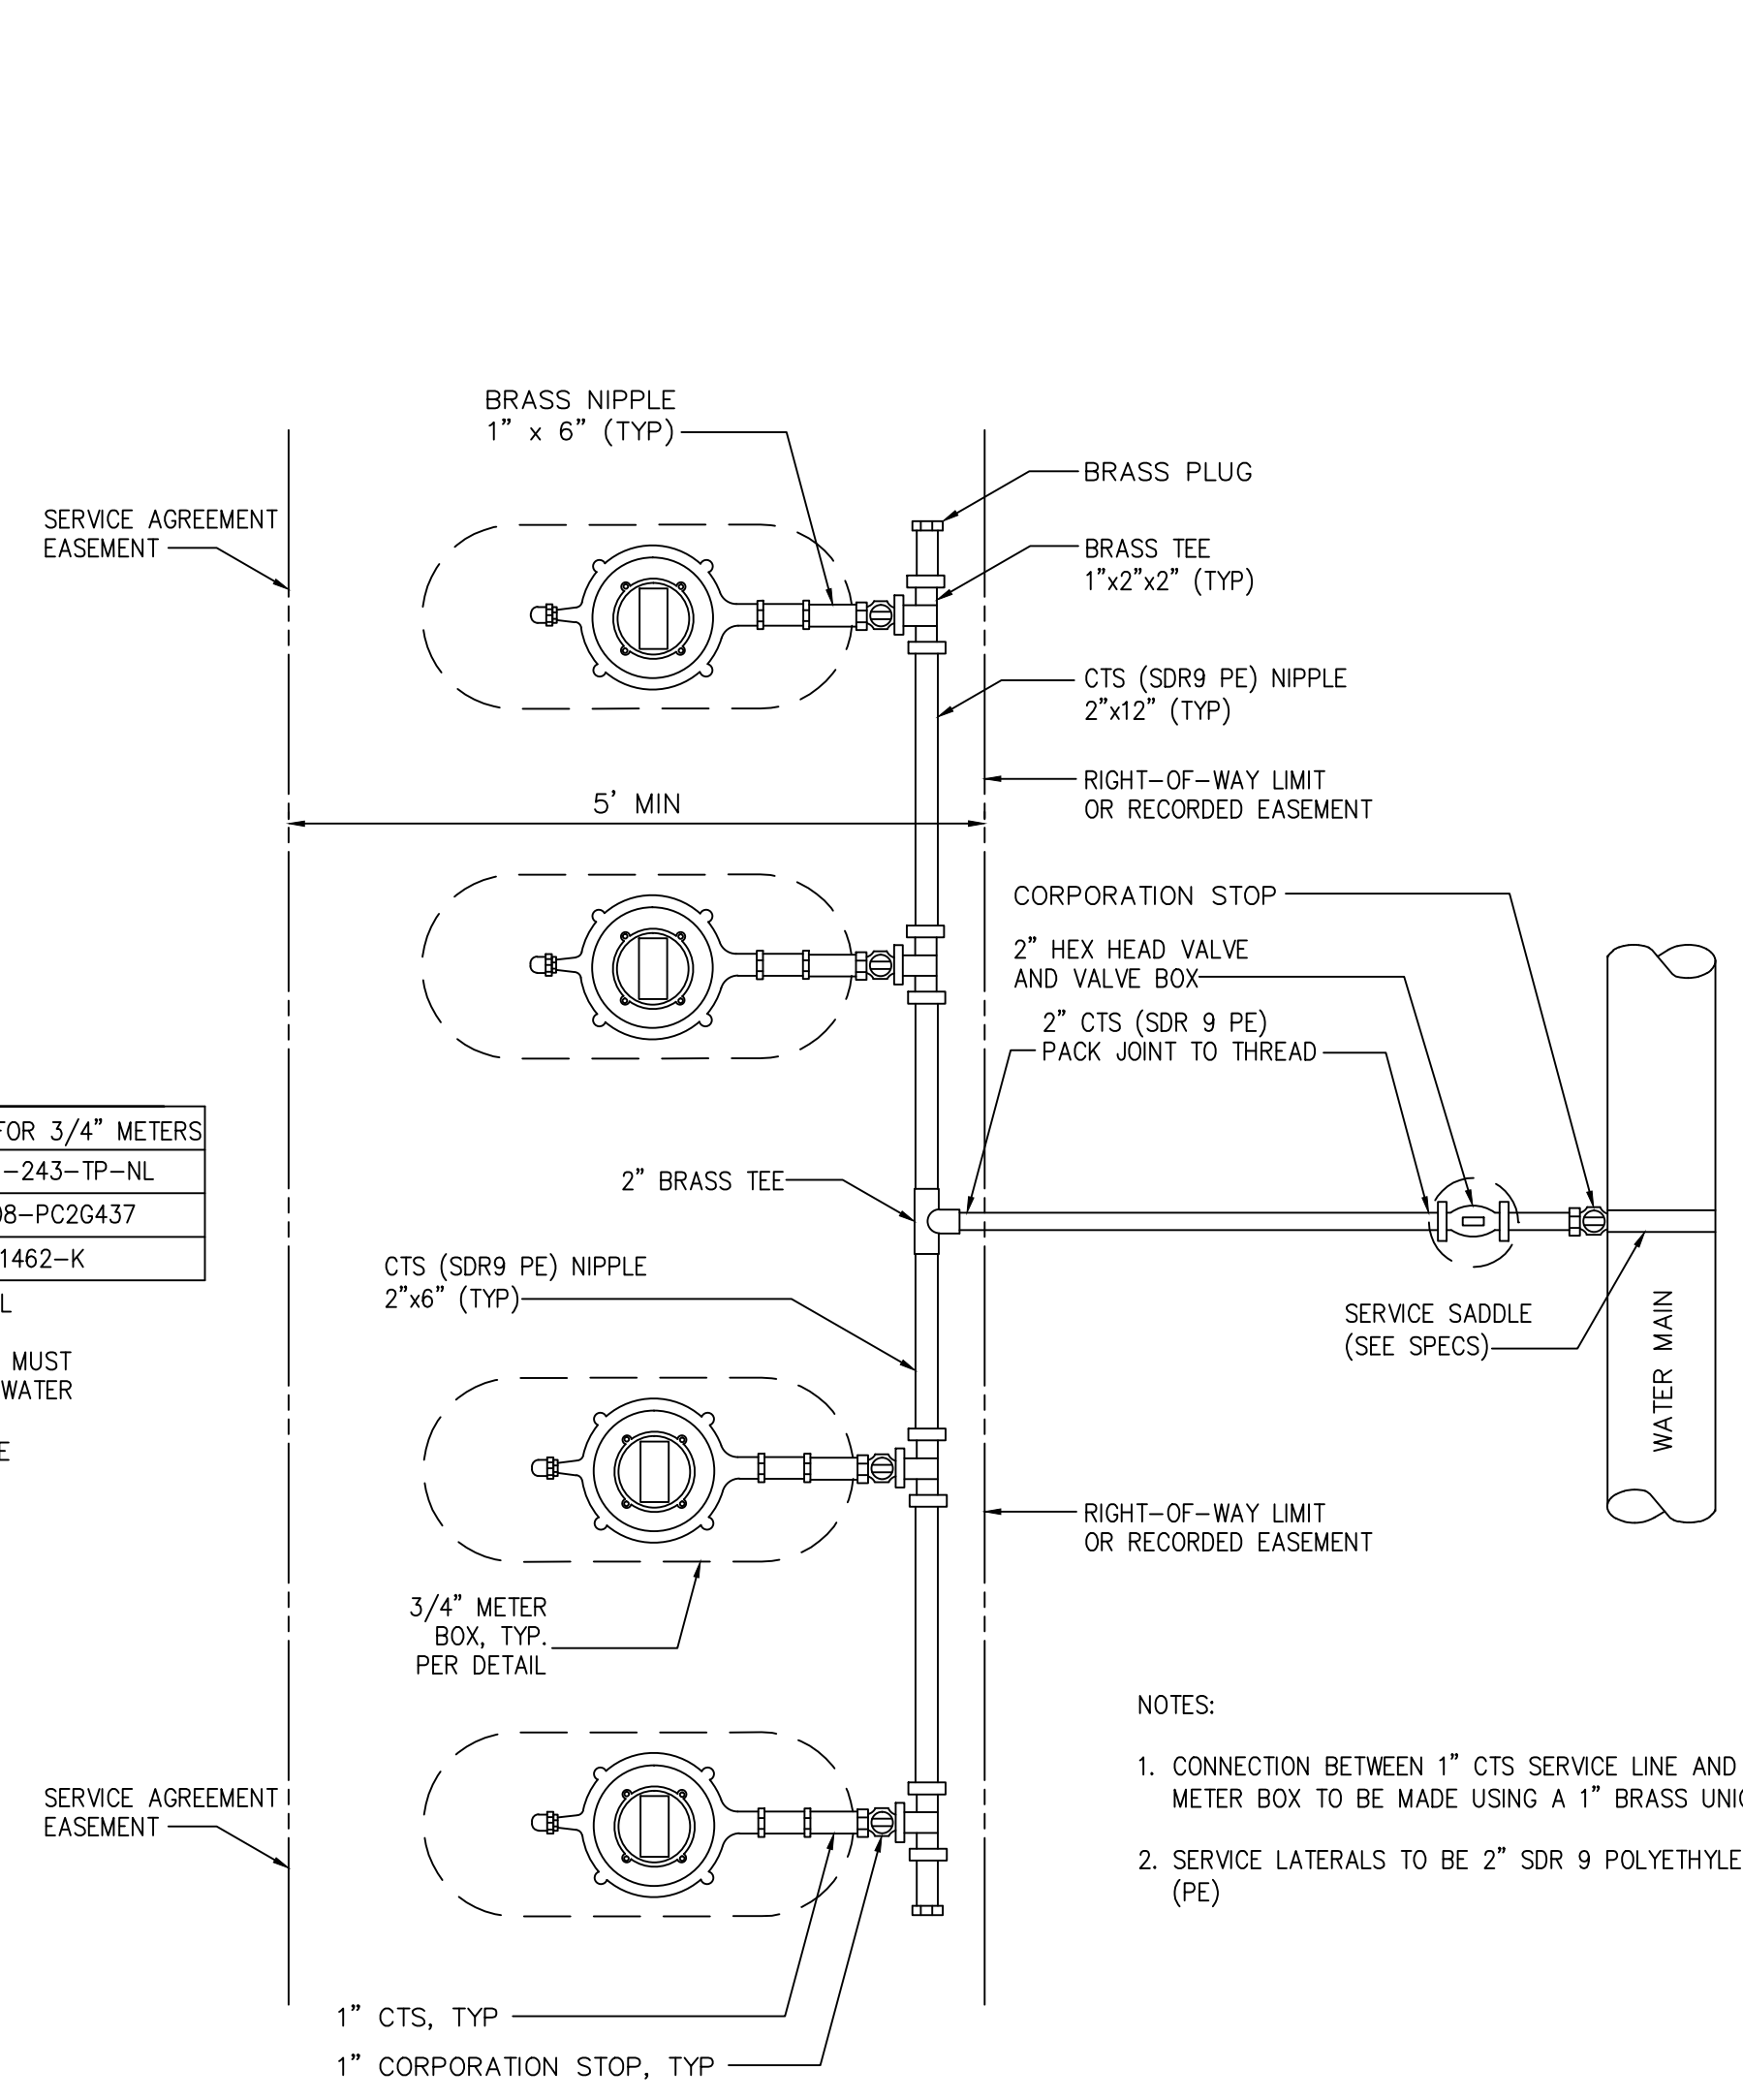 BRASS NIPPLE
1" x 6" (TYP)
BRASS PLUG
SERVICE AGREEMENT
EASEMENT
BRASS TEE
1"x2"x2" (TYP)
CTS (SDR9 PE) NIPPLE
2"x12" (TYP)
RIGHT-OF-WAY LIMIT
OR RECORDED EASEMENT
5' MIN
CORPORATION STOP
2" HEX HEAD VALVE
AND VALVE BOX
2" CTS (SDR 9 PE)
PACK JOINT TO THREAD
FOR 3/4" METERS
-243-TP-NL
08-PC2G437
1462-K
L
MUST
WATER
E
2" BRASS TEE
CTS (SDR9 PE) NIPPLE
2"x6" (TYP)
SERVICE SADDLE
(SEE SPECS)
WATER MAIN
RIGHT-OF-WAY LIMIT
OR RECORDED EASEMENT
3/4" METER
BOX, TYP.
PER DETAIL
NOTES:
1. CONNECTION BETWEEN 1" CTS SERVICE LINE AND
METER BOX TO BE MADE USING A 1" BRASS UNIO
2. SERVICE LATERALS TO BE 2" SDR 9 POLYETHYLE
(PE)
SERVICE AGREEMENT
EASEMENT
1" CTS, TYP
1" CORPORATION STOP, TYP